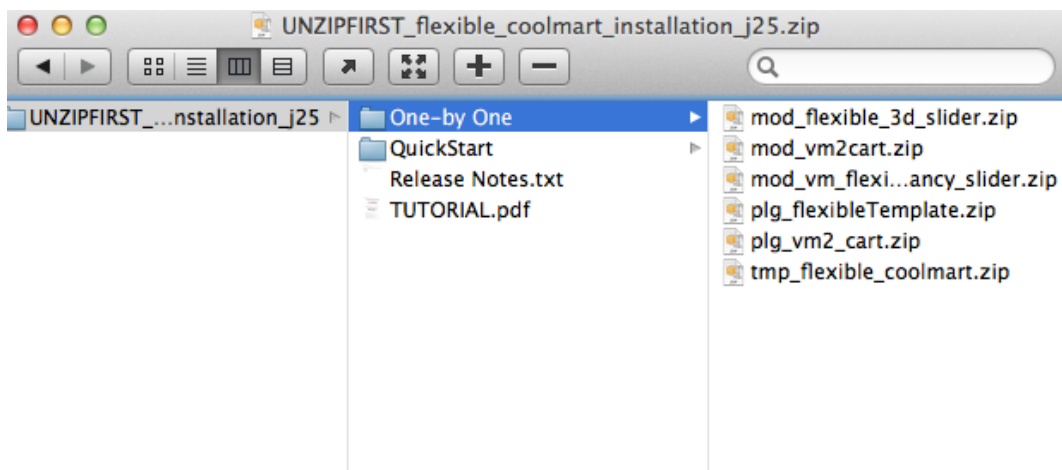 UNZIPFIRST_flexible_coolmart_installation_j25.zip
UNZIPFIRST_...nstallation_j25
One-by One
QuickStart
Release Notes.txt
TUTORIAL.pdf
mod_flexible_3d_slider.zip
mod_vm2cart.zip
mod_vm_flexi...ancy_slider.zip
plg_flexibleTemplate.zip
plg_vm2_cart.zip
tmp_flexible_coolmart.zip